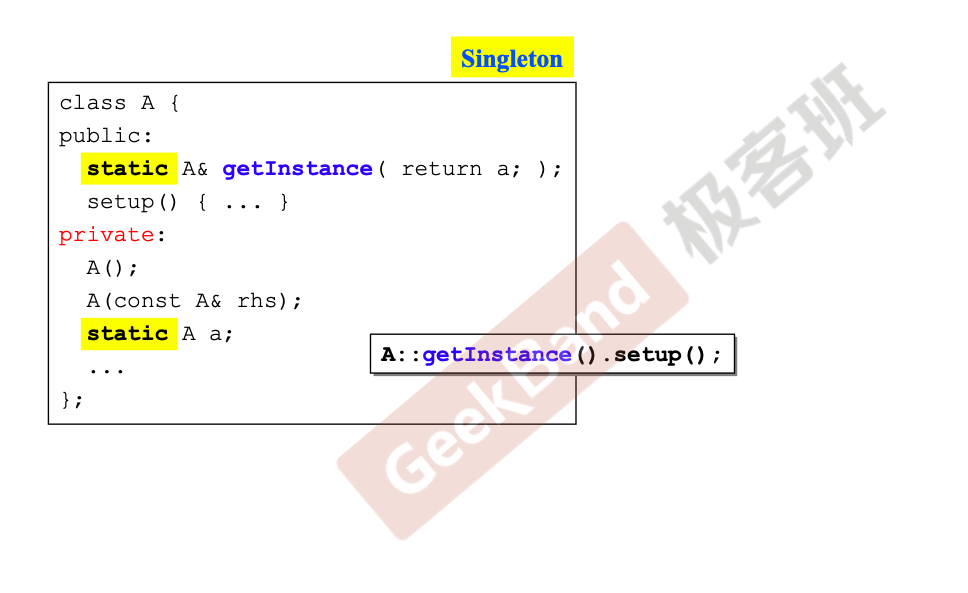 Singleton
class A {
public:
static A& getInstance( return a; );
setup() { ... }
private:
A();
A(const A& rhs);
static A a;
...
};
A::getInstance().setup();
GeekBand 极客班